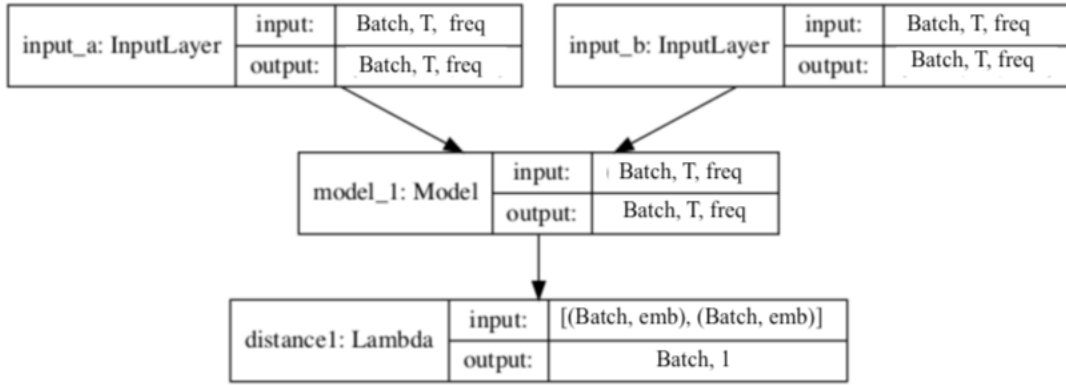 input_a: InputLayer
input:
Batch, T, freq
output:
Batch, T, freq
input_b: InputLayer
input:
Batch, T, freq
output:
Batch, T, freq
model_1: Model
input:
Batch, T, freq
output:
Batch, T, freq
distance1: Lambda
input:
[(Batch, emb), (Batch, emb)]
output:
Batch, 1